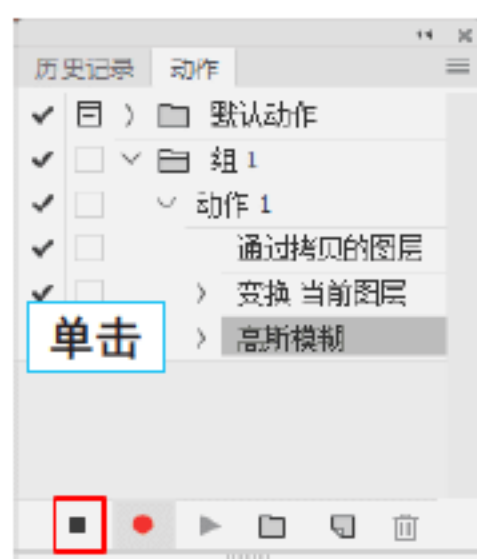 历史记录 动作
默认动作
组 1
动作 1
通过拷贝的图层
变换 当前图层
单击
高斯模糊